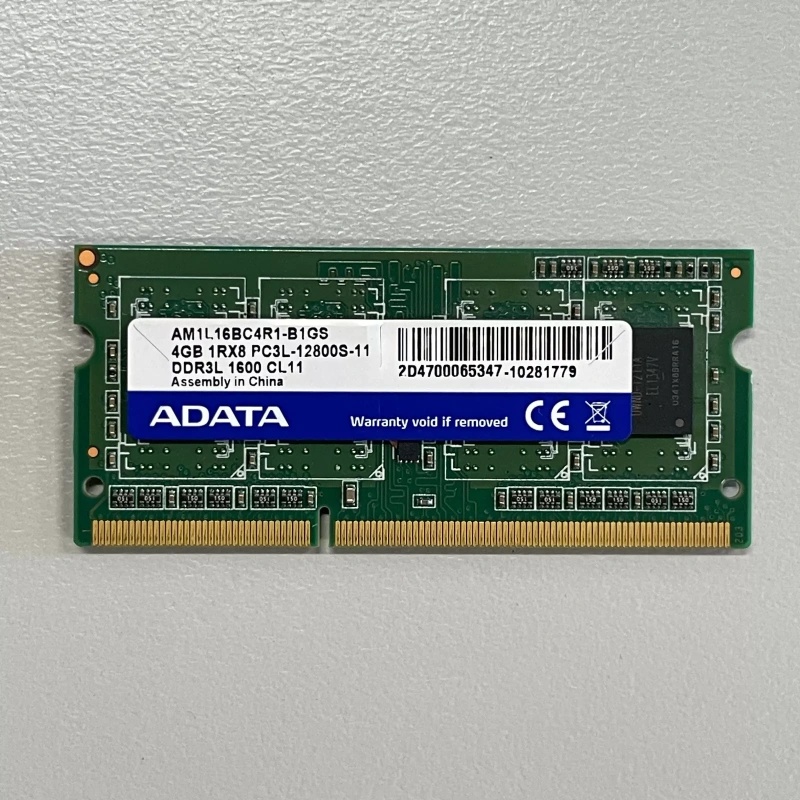 AM1L16BC4R1-B1GS
4GB 1RX8 PC3L-12800S-11
DDR3L 1600 CL11
Assembly in China
2D4700065347-10281779
ADATA
Warranty void if removed
CE